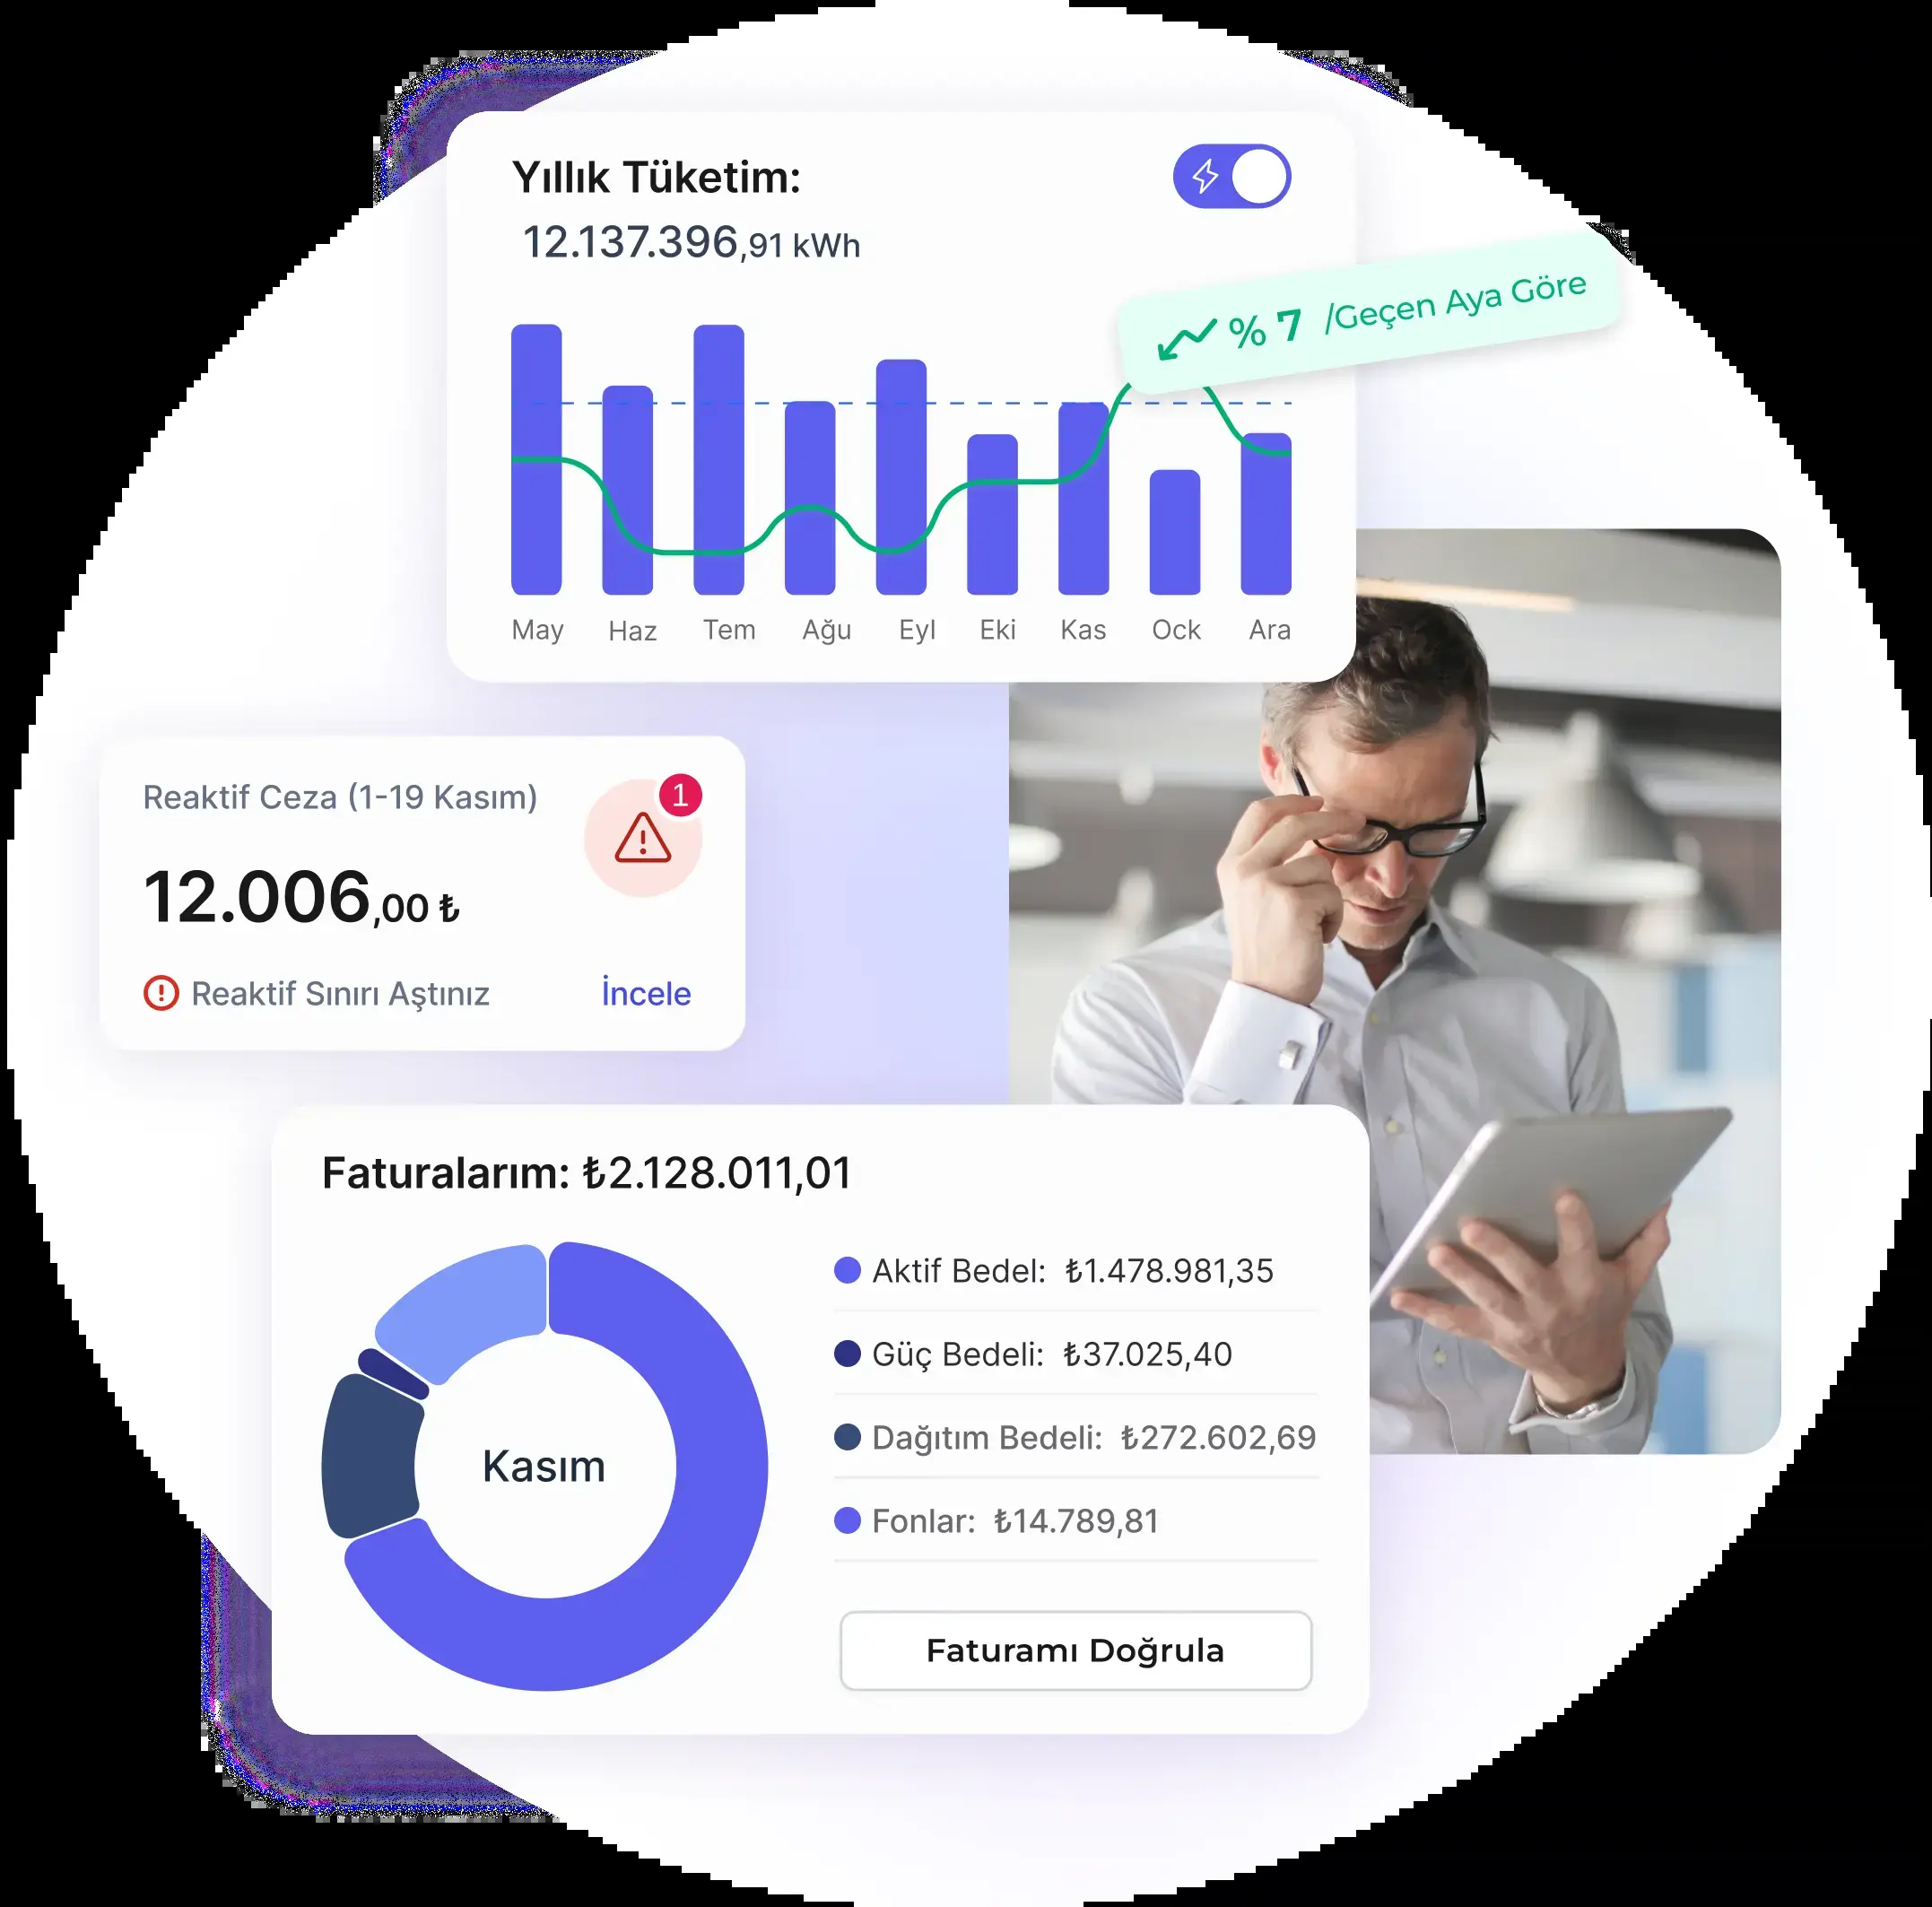 Yıllık Tüketim:
12.137.396,91 kWh
% 7 /Geçen Aya Göre
May Haz Tem Ağu Eyl Eki Kas Ock Ara
Reaktif Ceza (1-19 Kasım)
1
12.006,00 ₺
Reaktif Sınırı Aştınız İncele
Faturalarım: ₺2.128.011,01
Kasım
Aktif Bedel: ₺1.478.981,35
Güç Bedeli: ₺37.025,40
Dağıtım Bedeli: ₺272.602,69
Fonlar: ₺14.789,81
Faturamı Doğrula